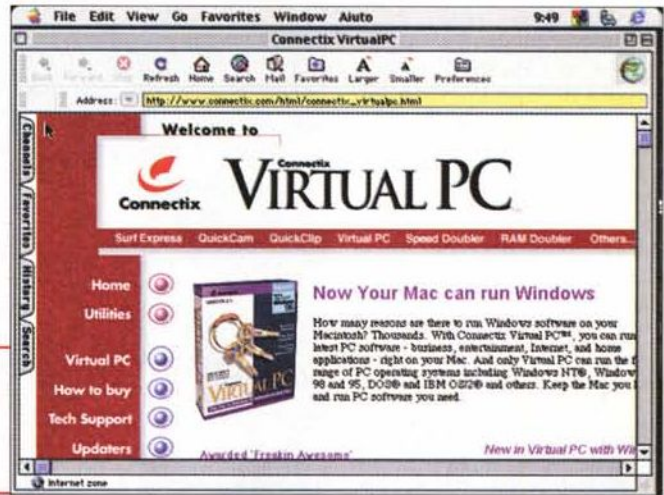 File Edit View Go Favorites Window Aiuto 9:49
Connectix VirtualPC
Back Forward Stop Refresh Home Search Mail Favorites Larger Smaller Preferences
Address: http://www.connectix.com/html/connectix_virtualpc.html
Channels
Favorites
History
Search
Welcome to
Connectix
Connectix
VIRTUAL PC
Surf Express QuickCam QuickClip Virtual PC Speed Doubler RAM Doubler Others...
Home
Utilities
Virtual PC
How to buy
Tech Support
Updaters
VIRTUAL PC
Now Your Mac can run Windows
How many reasons are there to run Windows software on your
Macintosh? Thousands. With Connectix Virtual PC™, you can run
latest PC software - business, entertainment, Internet, and home
applications - right on your Mac. And only Virtual PC can run the f
range of PC operating systems including Windows NT®, Window
98 and 95, DOS® and IBM OS/2® and others. Keep the Mac you
and run PC software you need.
Awarded 'Freakin Awesome'
New in Virtual PC with Wi
Internet zone